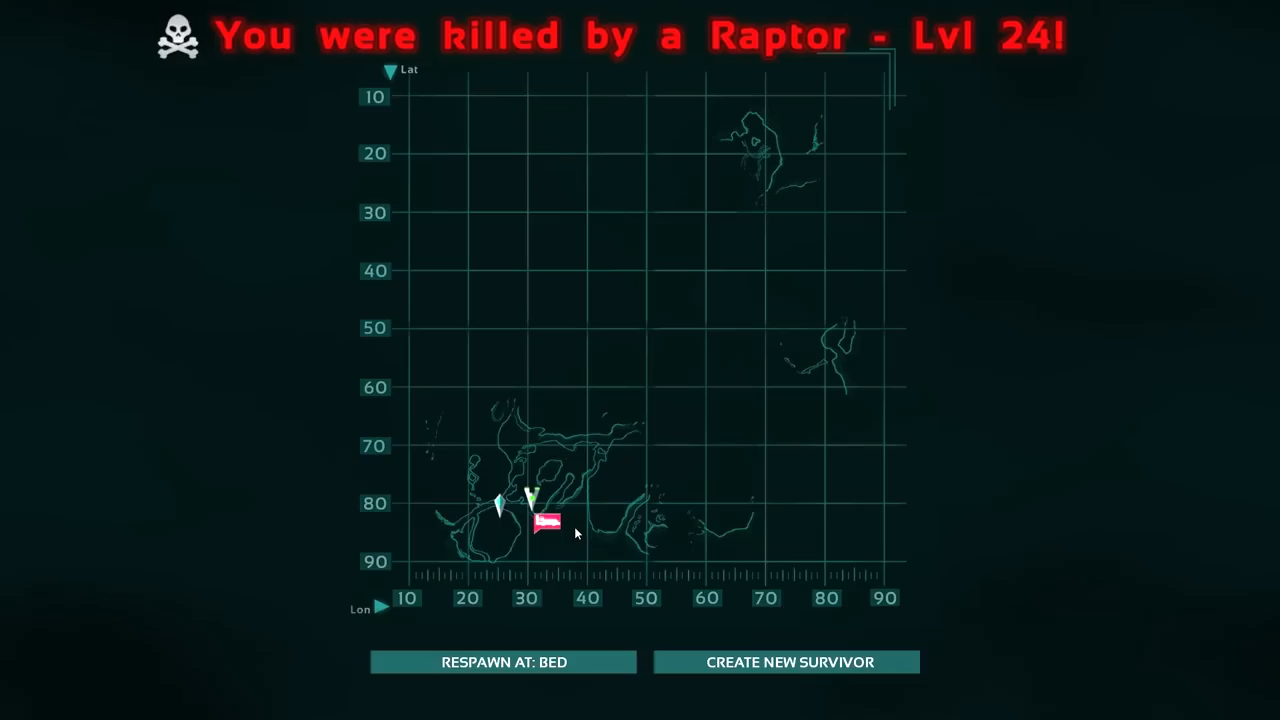 You were killed by a Raptor - Lvl 24!
Lat
10
20
30
40
50
60
70
80
90
Lon
10 20 30 40 50 60 70 80 90
RESPAWN AT: BED
CREATE NEW SURVIVOR